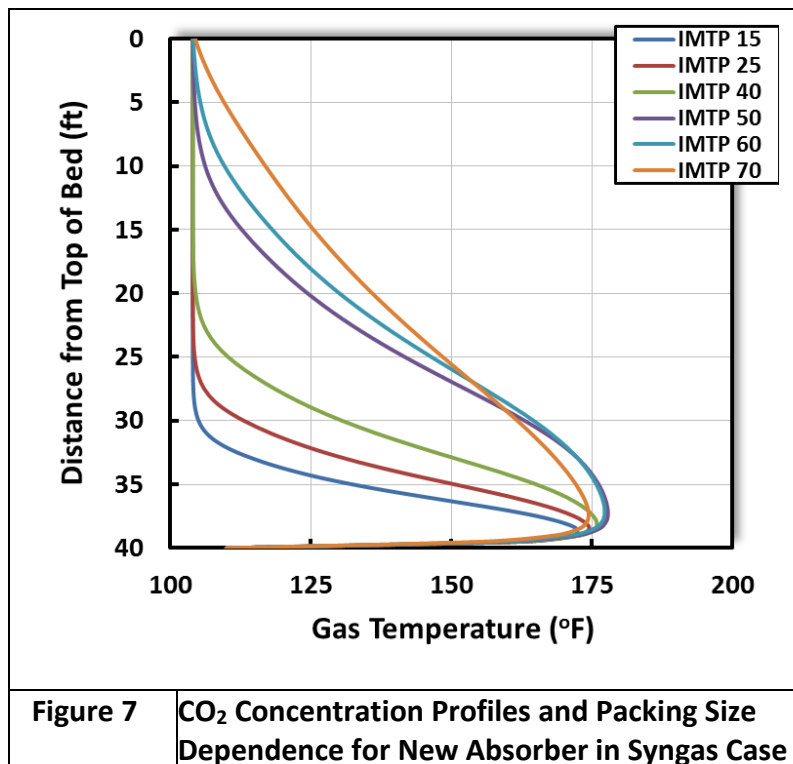 0
5
10
15
20
25
30
35
40
Distance from Top of Bed (ft)
IMTP 15
IMTP 25
IMTP 40
IMTP 50
IMTP 60
IMTP 70
100 125 150 175 200
Gas Temperature (°F)
Figure 7 CO₂ Concentration Profiles and Packing Size
Dependence for New Absorber in Syngas Case